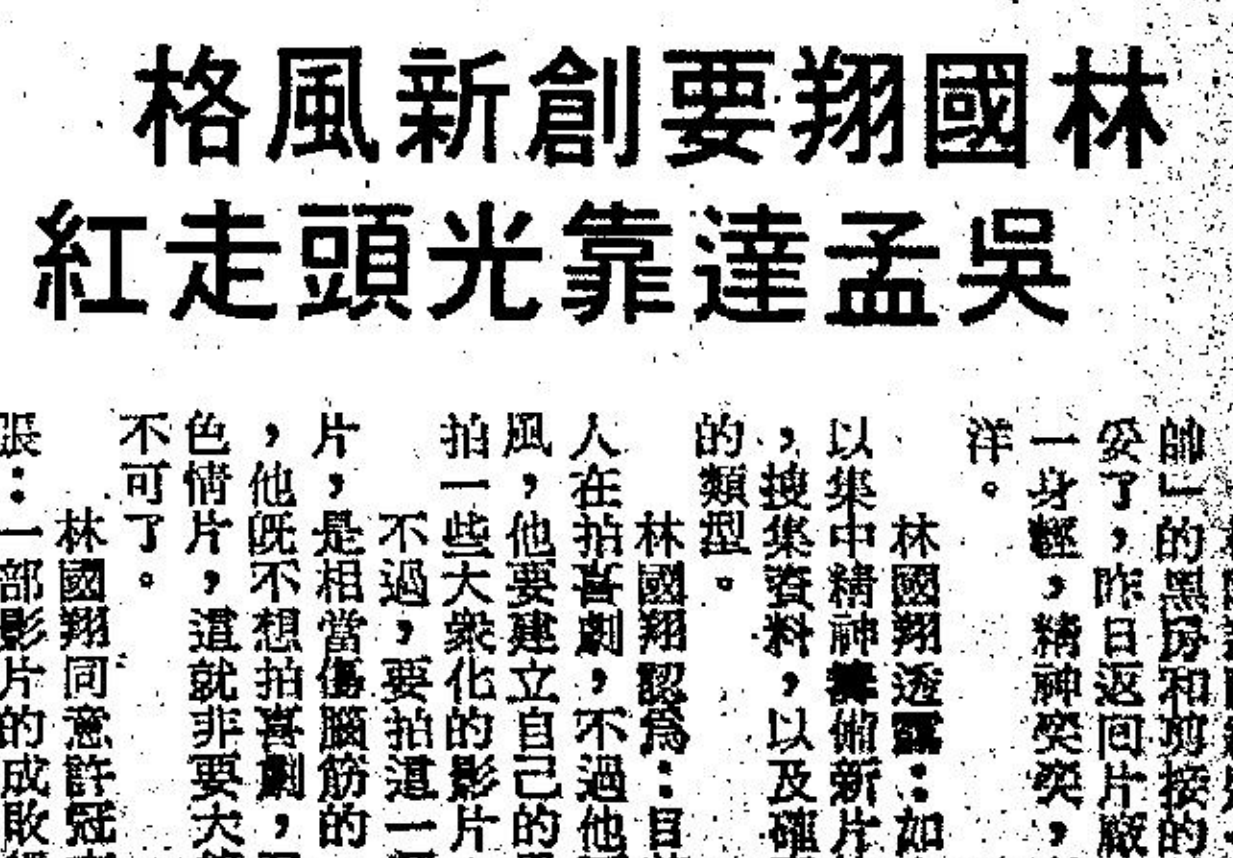 林國翔要創新風格
吳孟達靠光頭走紅
帥」的黑房和剪接的
妥了,昨日返回片廠
一身輕,精神奕奕,
洋。
林國翔透露:如
以集中精神籌備新片
,搜集資料,以及確
的類型。
林國翔認為:目
人在拍喜劇,不過他
風,他要建立自己的
拍一些大衆化的影片
不過,要拍這一
片,是相當傷腦筋的
,他既不想拍喜劇,
色情片,這就非要大
不可了。
林國翔同意許冠
張:一部影片的成敗